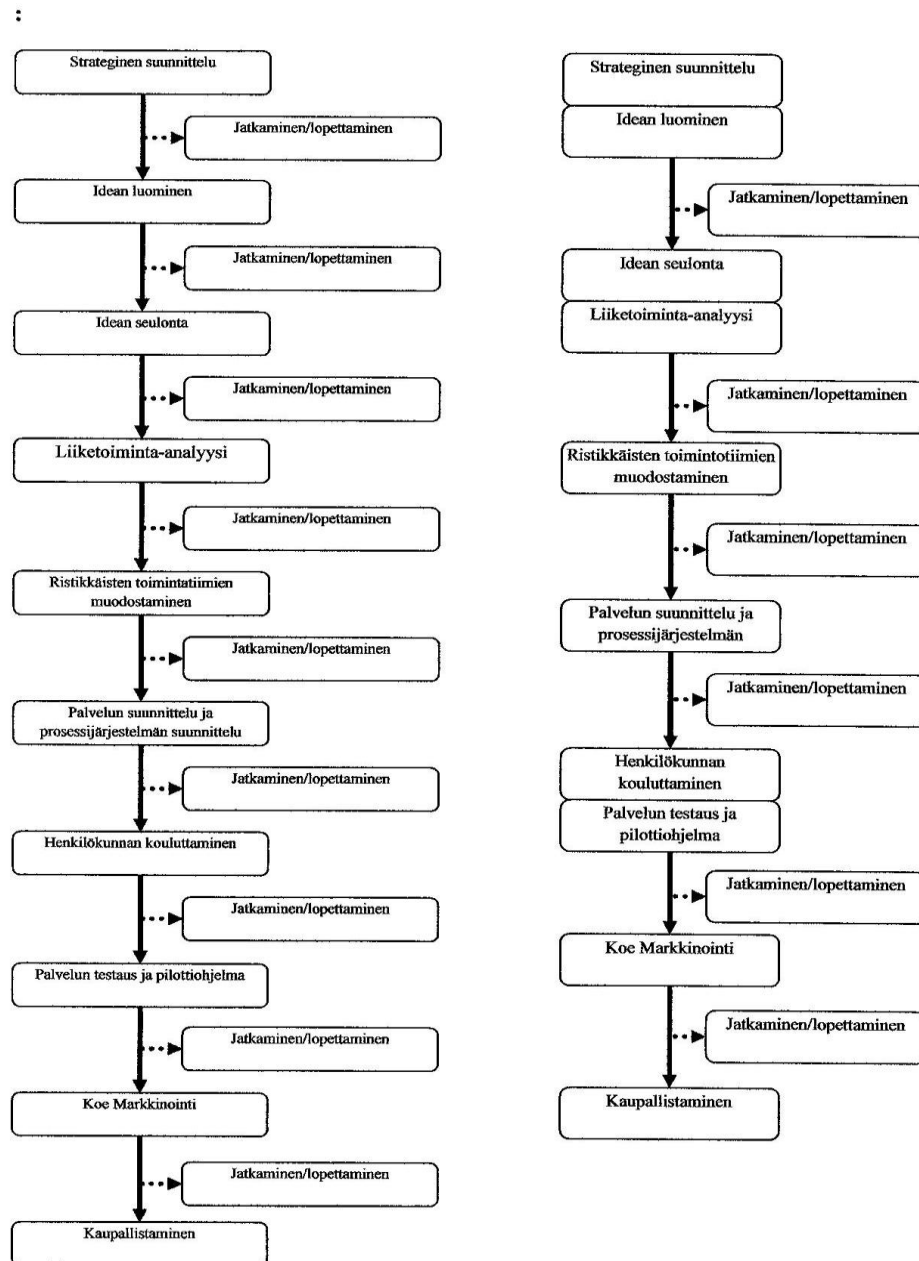 :
Strateginen suunnittelu
Jatkaminen/lopettaminen
Idean luominen
Jatkaminen/lopettaminen
Idean seulonta
Jatkaminen/lopettaminen
Liiketoiminta-analyysi
Jatkaminen/lopettaminen
Ristikkäisten toimintatiimien
muodostaminen
Jatkaminen/lopettaminen
Palvelun suunnittelu ja
prosessijärjestelmän suunnittelu
Jatkaminen/lopettaminen
Henkilökunnan kouluttaminen
Jatkaminen/lopettaminen
Palvelun testaus ja pilottiohjelma
Jatkaminen/lopettaminen
Koe Markkinointi
Jatkaminen/lopettaminen
Kaupallistaminen
Strateginen suunnittelu
Idean luominen
Jatkaminen/lopettaminen
Idean seulonta
Liiketoiminta-analyysi
Jatkaminen/lopettaminen
Ristikkäisten toimintotiimien
muodostaminen
Jatkaminen/lopettaminen
Palvelun suunnittelu ja
prosessijärjestelmän
Jatkaminen/lopettaminen
Henkilökunnan
kouluttaminen
Palvelun testaus ja
pilottiohjelma
Jatkaminen/lopettaminen
Koe Markkinointi
Jatkaminen/lopettaminen
Kaupallistaminen